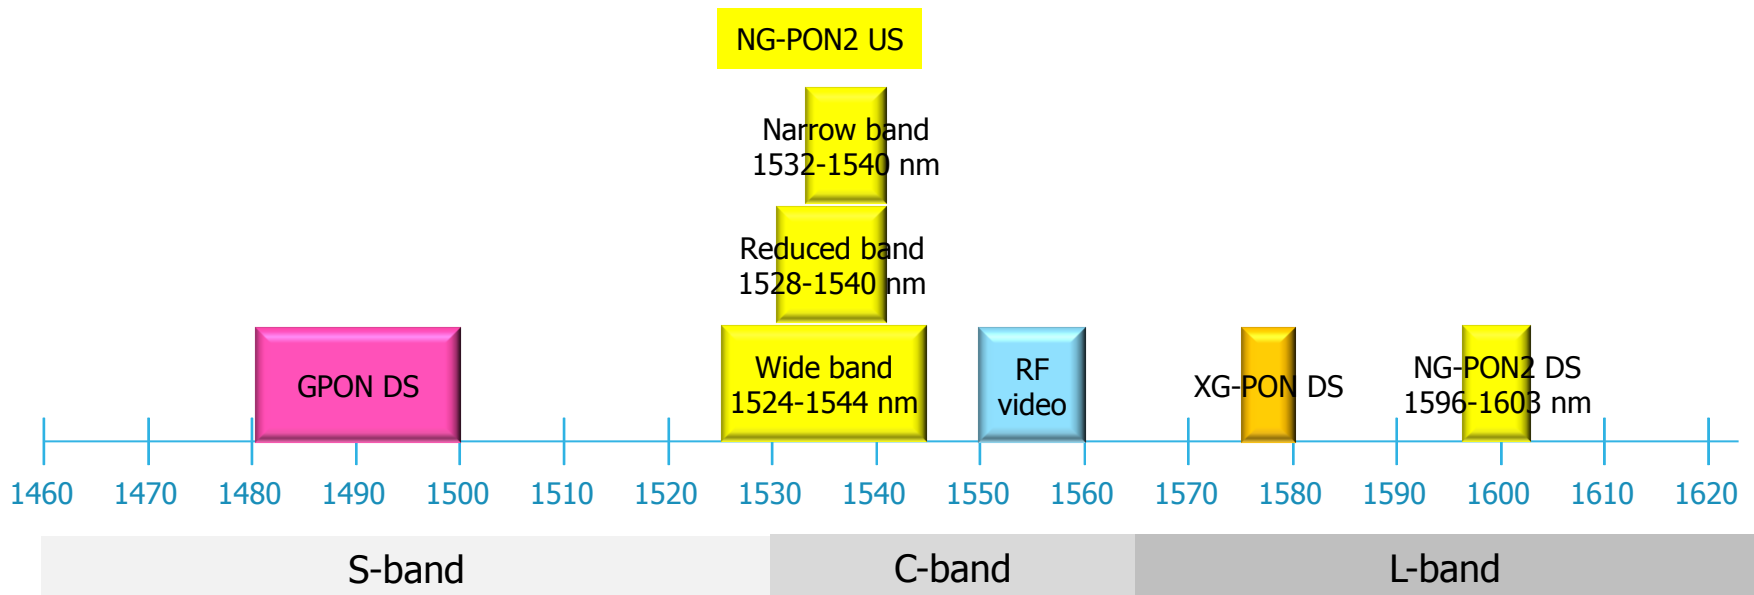 NG-PON2 US
Narrow band
1532-1540 nm
Reduced band
1528-1540 nm
GPON DS
Wide band
1524-1544 nm
RF
video
XG-PON DS
NG-PON2 DS
1596-1603 nm
1460 1470 1480 1490 1500 1510 1520 1530 1540 1550 1560 1570 1580 1590 1600 1610 1620
S-band C-band L-band